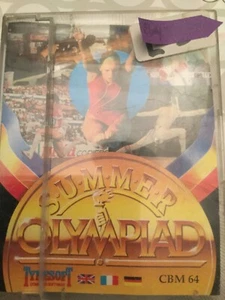 SUMMER
OLYMPIAD
TYNESOFT
CBM 64